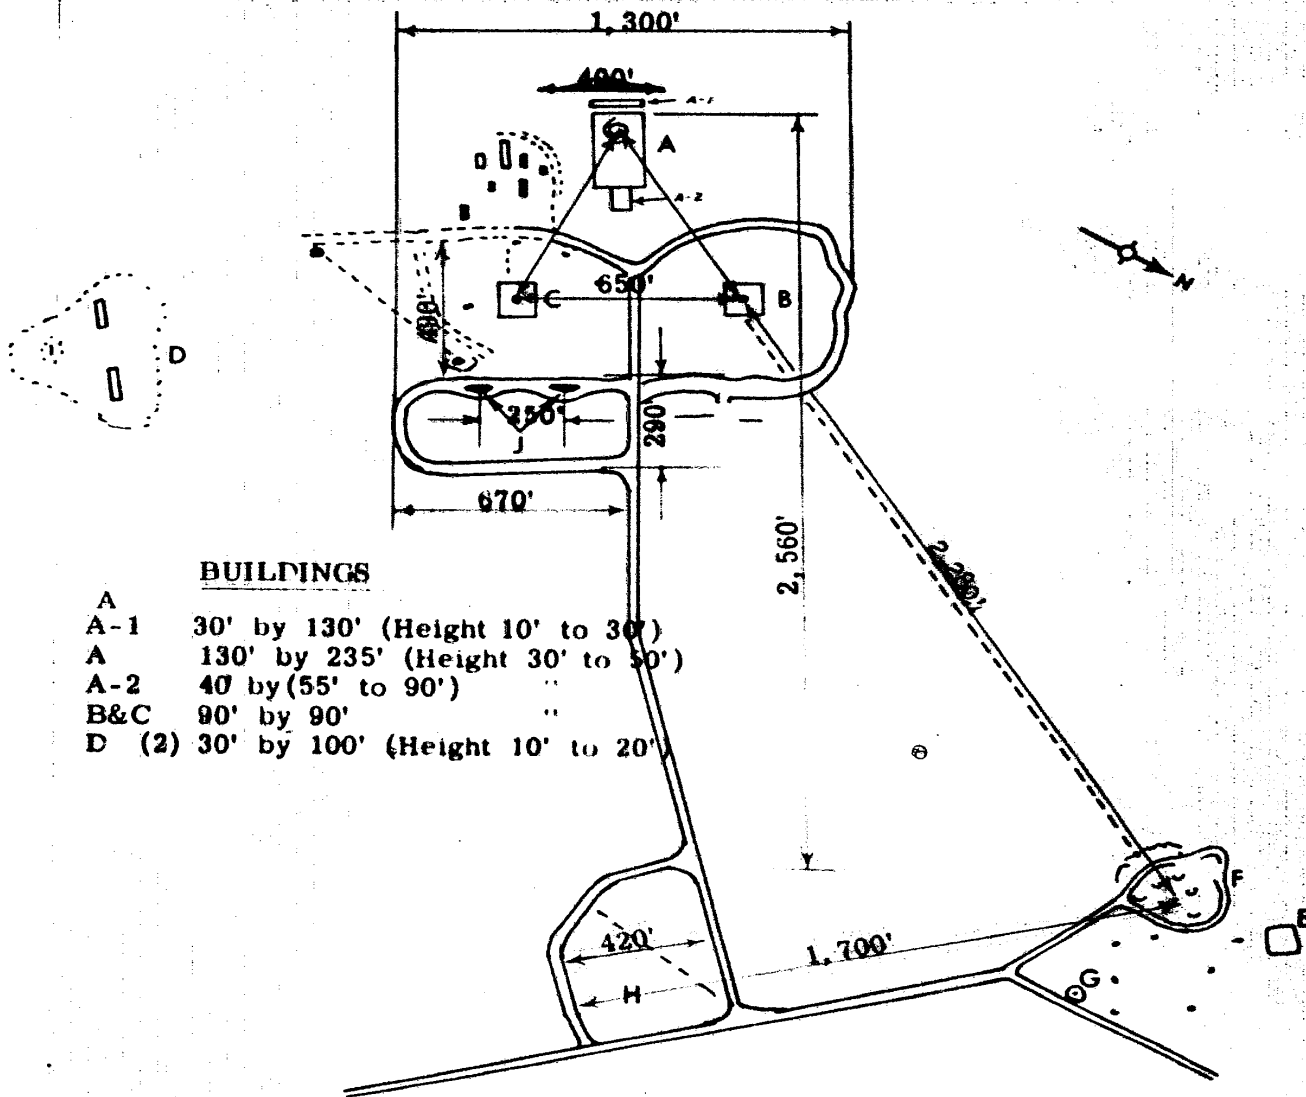 1,300'
400'
A-1
A
A-2
N
650'
C
B
490'
D
250'
J
290'
670'
2,560'
2,280'
BUILDINGS
A
A-1 30' by 130' (Height 10' to 30')
A 130' by 235' (Height 30' to 50')
A-2 40' by (55' to 90') "
B&C 90' by 90' "
D (2) 30' by 100' (Height 10' to 20')
F
E
420'
1,700'
G
H